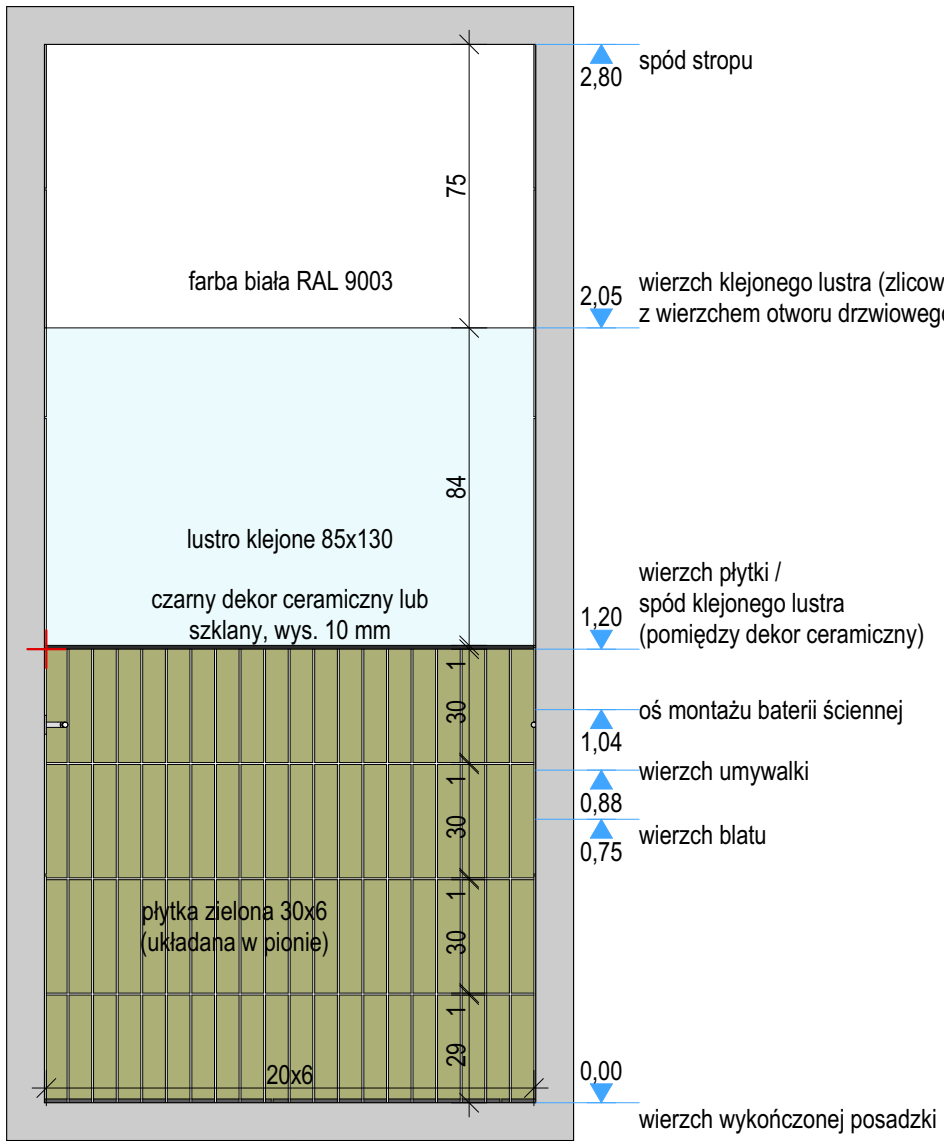 2,80
spód stropu
75
farba biała RAL 9003
2,05
wierzch klejonego lustra (zlicow
z wierzchem otworu drzwiowego
84
lustro klejone 85x130
czarny dekor ceramiczny lub
szklany, wys. 10 mm
1,20
wierzch płytki /
spód klejonego lustra
(pomiędzy dekor ceramiczny)
1
30
oś montażu baterii ściennej
1,04
wierzch umywalki
0,88
1
30
wierzch blatu
0,75
1
30
płytka zielona 30x6
(układana w pionie)
1
29
20x6
0,00
wierzch wykończonej posadzki